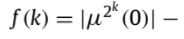 f(k) = |μ^{2^k}(0)| −